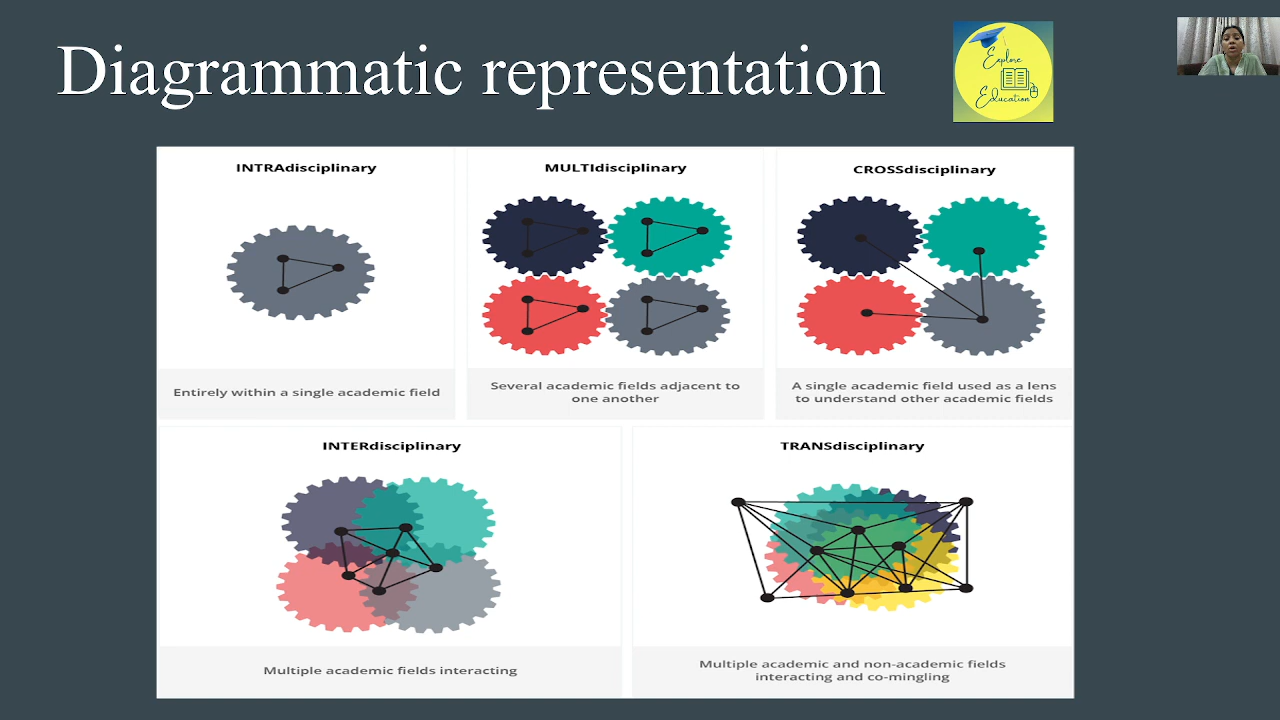 Diagrammatic representation
Explore
Education
INTRAdisciplinary
MULTIdisciplinary
CROSSdisciplinary
Entirely within a single academic field
Several academic fields adjacent to
one another
A single academic field used as a lens
to understand other academic fields
INTERdisciplinary
TRANSdisciplinary
Multiple academic fields interacting
Multiple academic and non-academic fields
interacting and co-mingling